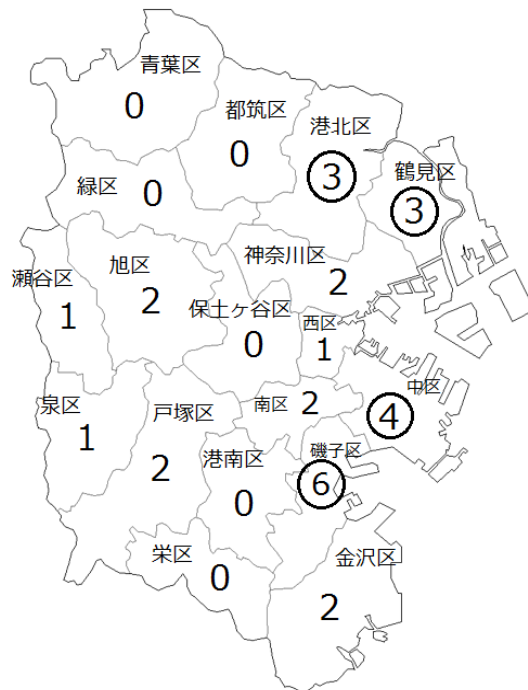 青葉区
0
都筑区
0
港北区
3
鶴見区
3
緑区
0
神奈川区
2
瀬谷区
1
旭区
2
保土ヶ谷区
0
西区
1
泉区
1
戸塚区
2
南区
2
中区
4
港南区
0
磯子区
6
栄区
0
金沢区
2